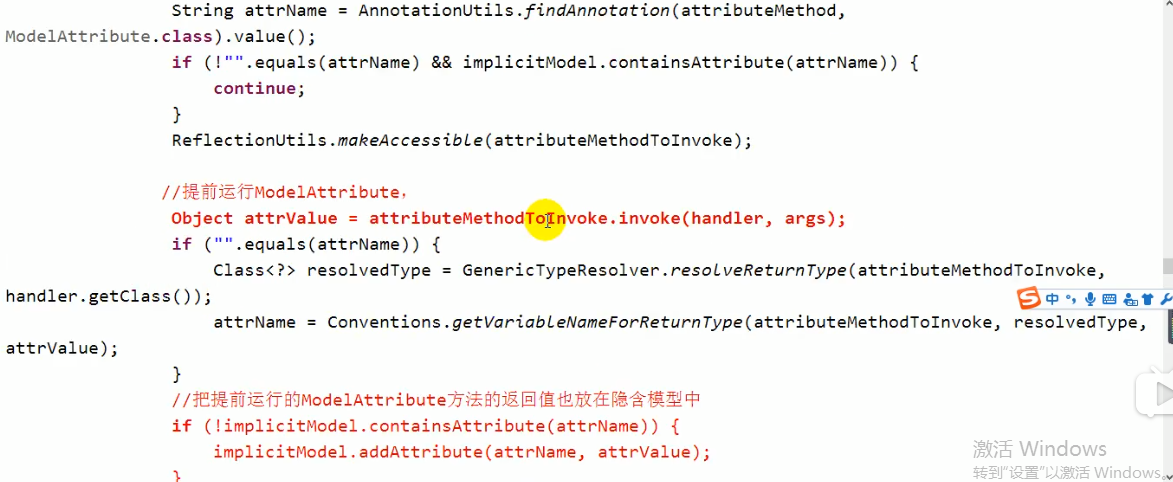 String attrName = AnnotationUtils.findAnnotation(attributeMethod,
ModelAttribute.class).value();
if (!"".equals(attrName) && implicitModel.containsAttribute(attrName)) {
continue;
}
ReflectionUtils.makeAccessible(attributeMethodToInvoke);
//提前运行ModelAttribute，
Object attrValue = attributeMethodToInvoke.invoke(handler, args);
if ("".equals(attrName)) {
Class<?> resolvedType = GenericTypeResolver.resolveReturnType(attributeMethodToInvoke,
handler.getClass());
中
attrName = Conventions.getVariableNameForReturnType(attributeMethodToInvoke, resolvedType,
attrValue);
}
//把提前运行的ModelAttribute方法的返回值也放在隐含模型中
if (!implicitModel.containsAttribute(attrName)) {
implicitModel.addAttribute(attrName, attrValue);
}
激活 Windows
转到"设置"以激活 Windows。